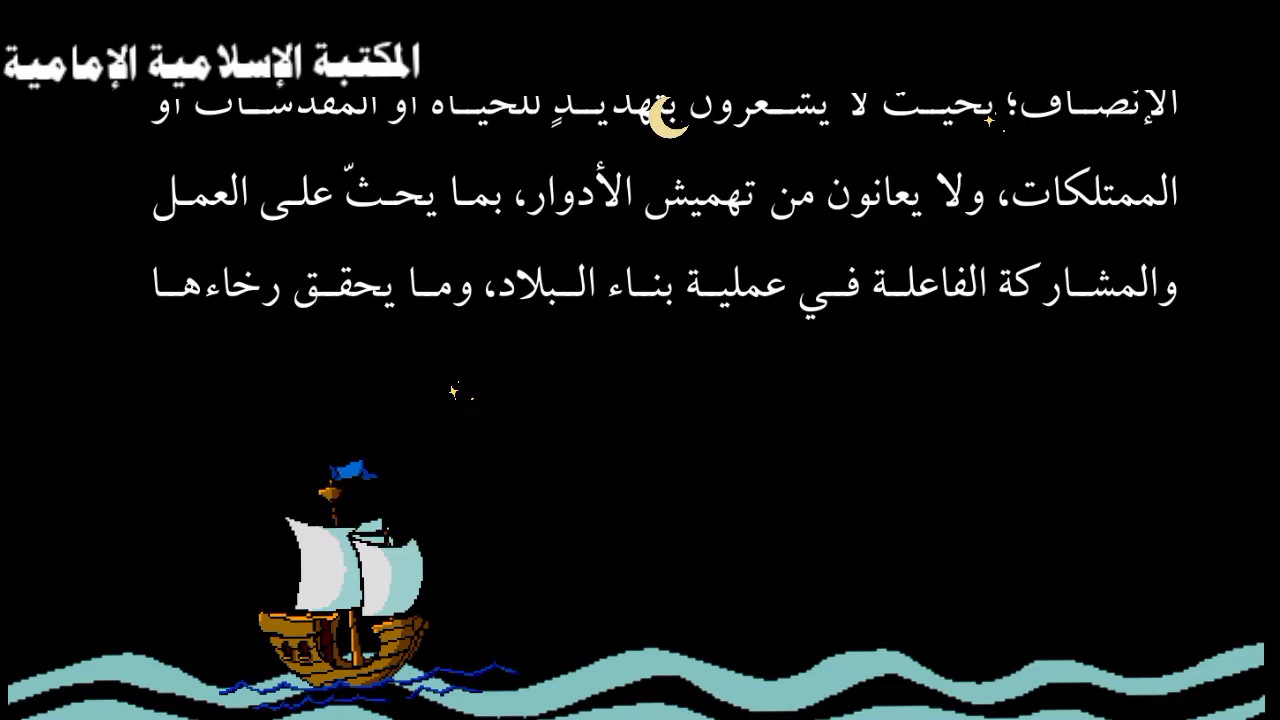 المكتبة الإسلامية الإمامية
الإنصاف؛ بحيث لا يشعرون بتهديدٍ للحياة أو المقدسات أو
الممتلكات، ولا يعانون من تهميش الأدوار، بما يحثّ على العمل
والمشاركة الفاعلة في عملية بناء البلاد، وما يحقق رخاءها